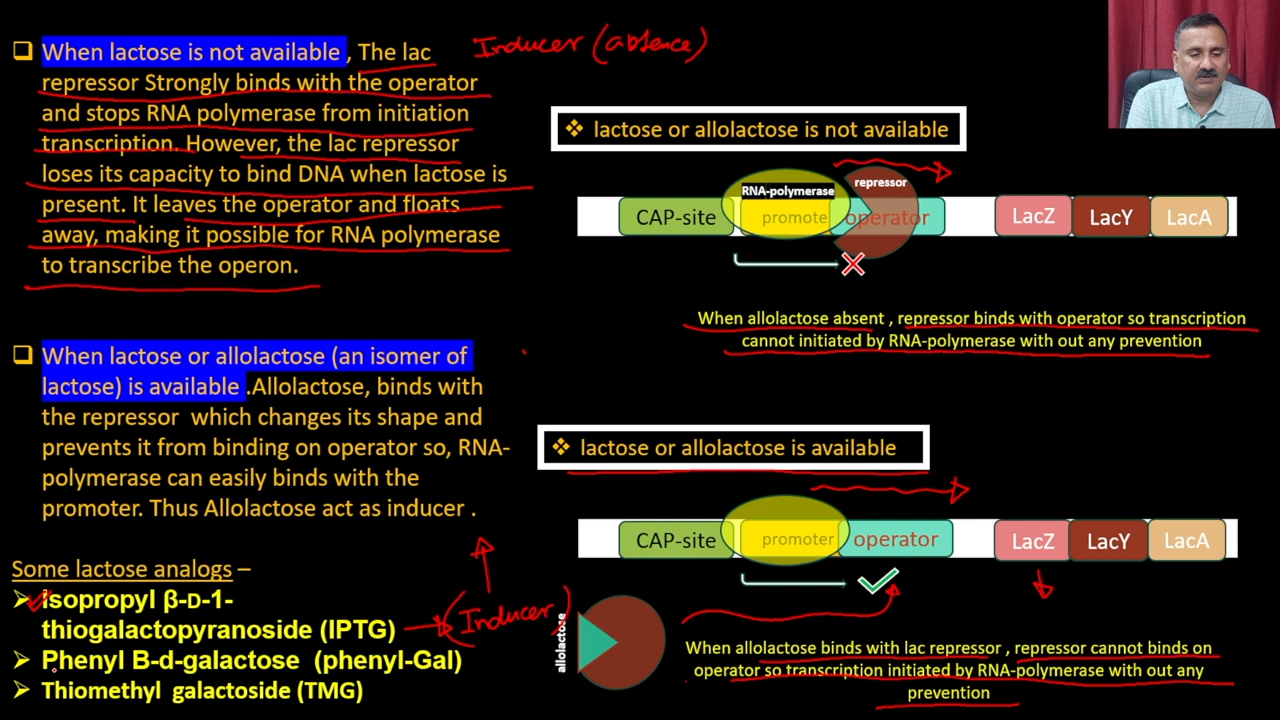 When lactose is not available , The lac
repressor Strongly binds with the operator
and stops RNA polymerase from initiation
transcription. However, the lac repressor
loses its capacity to bind DNA when lactose is
present. It leaves the operator and floats
away, making it possible for RNA polymerase
to transcribe the operon.
Inducer (absence)
❖ lactose or allolactose is not available
RNA-polymerase
repressor
CAP-site
promote
operator
LacZ
LacY
LacA
When allolactose absent , repressor binds with operator so transcription
cannot initiated by RNA-polymerase with out any prevention
When lactose or allolactose (an isomer of
lactose) is available .Allolactose, binds with
the repressor which changes its shape and
prevents it from binding on operator so, RNA-
polymerase can easily binds with the
promoter. Thus Allolactose act as inducer .
❖ lactose or allolactose is available
CAP-site
promoter
operator
LacZ
LacY
LacA
Some lactose analogs –
Isopropyl β-D-1-
thiogalactopyranoside (IPTG)
(Inducer)
Phenyl B-d-galactose (phenyl-Gal)
Thiomethyl galactoside (TMG)
allolactose
When allolactose binds with lac repressor , repressor cannot binds on
operator so transcription initiated by RNA-polymerase with out any
prevention